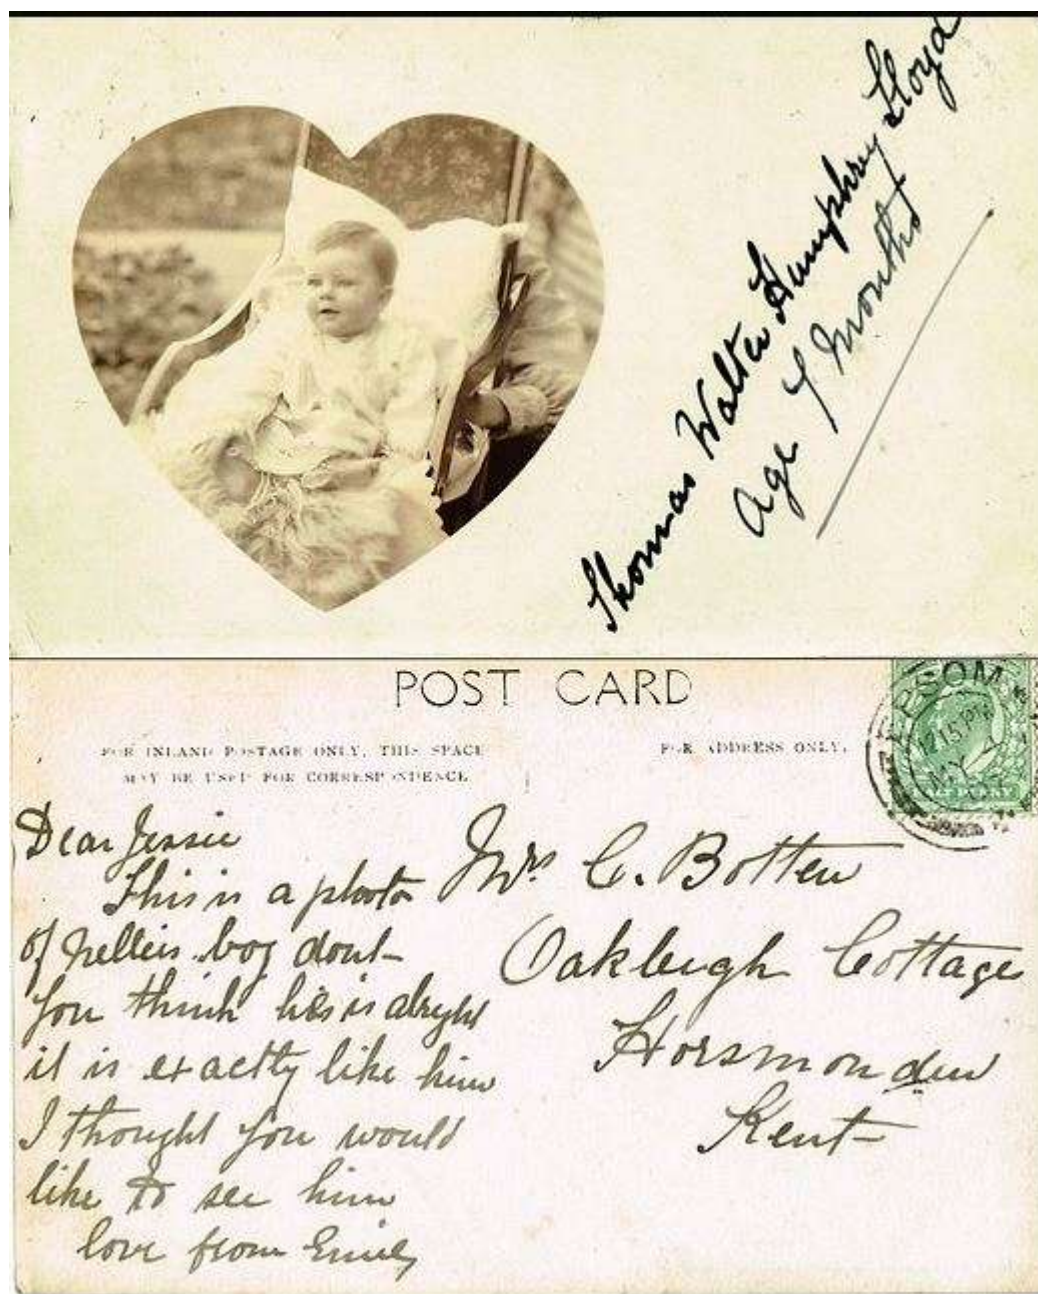 Thomas Walter Humphrey Lloyd
Age 7 Months
POST CARD
FOR INLAND POSTAGE ONLY, THIS SPACE
MAY BE USED FOR CORRESPONDENCE
FOR ADDRESS ONLY.
EPSOM
MY
Dear Jessie
This is a photo
of Nellies boy dont
you think he is alright
it is exactly like him
I thought you would
like to see him
love from Emily
Mrs C. Botten
Oakleigh Cottage
Horsmonden
Kent